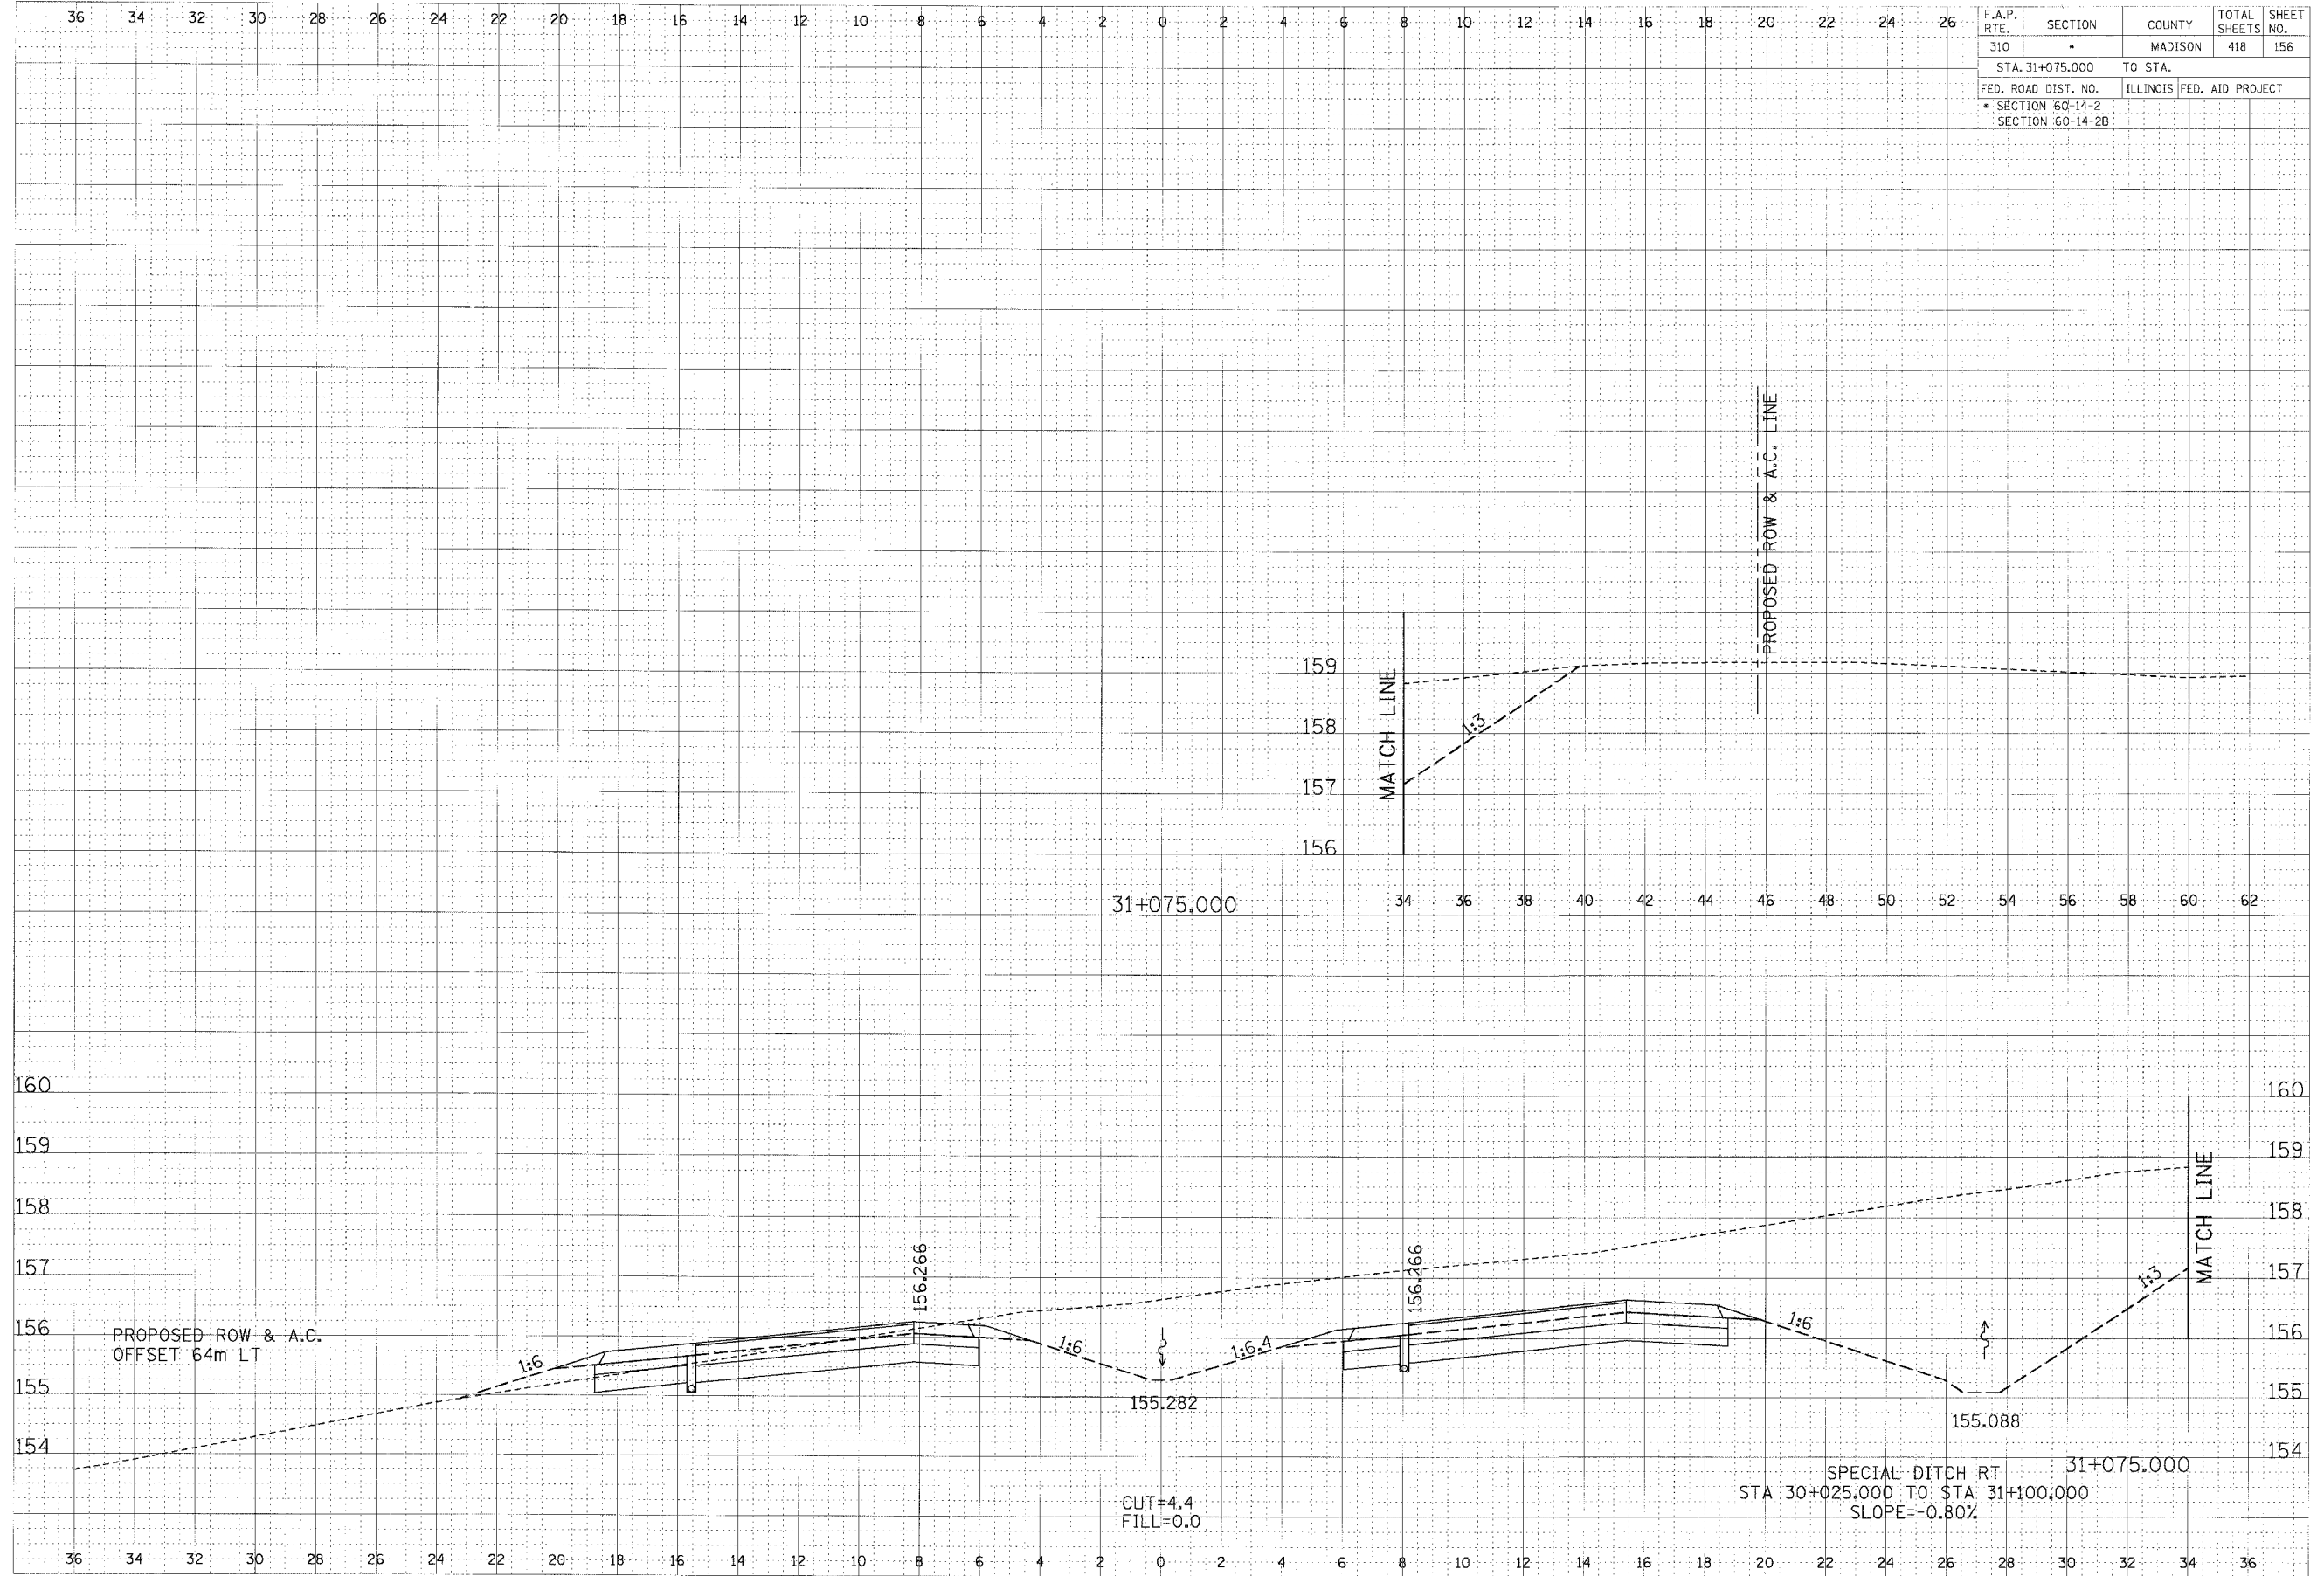 36 34 32 30 28 26 24 22 20 18 16 14 12 10 8 6 4 2 0 2 4 6 8 10 12 14 16 18 20 22 24 26
F.A.P. RTE. SECTION COUNTY TOTAL SHEETS SHEET NO.
310 * MADISON 418 156
STA. 31+075.000 TO STA.
FED. ROAD DIST. NO. ILLINOIS FED. AID PROJECT
* SECTION 60-14-2
SECTION 60-14-2B
PROPOSED ROW & A.C. LINE
MATCH LINE
159
158
157
156
1:3
31+075.000
34 36 38 40 42 44 46 48 50 52 54 56 58 60 62
160 160
159 159
158 158
157 157
156 156
155 155
154 154
MATCH LINE
156.266
156.266
1:3
PROPOSED ROW & A.C.
OFFSET 64m LT
1:6
1:6
1:6.4
1:6
155.282
155.088
31+075.000
SPECIAL DITCH RT
STA 30+025.000 TO STA 31+100.000
SLOPE=-0.80%
CUT=4.4
FILL=0.0
36 34 32 30 28 26 24 22 20 18 16 14 12 10 8 6 4 2 0 2 4 6 8 10 12 14 16 18 20 22 24 26 28 30 32 34 36